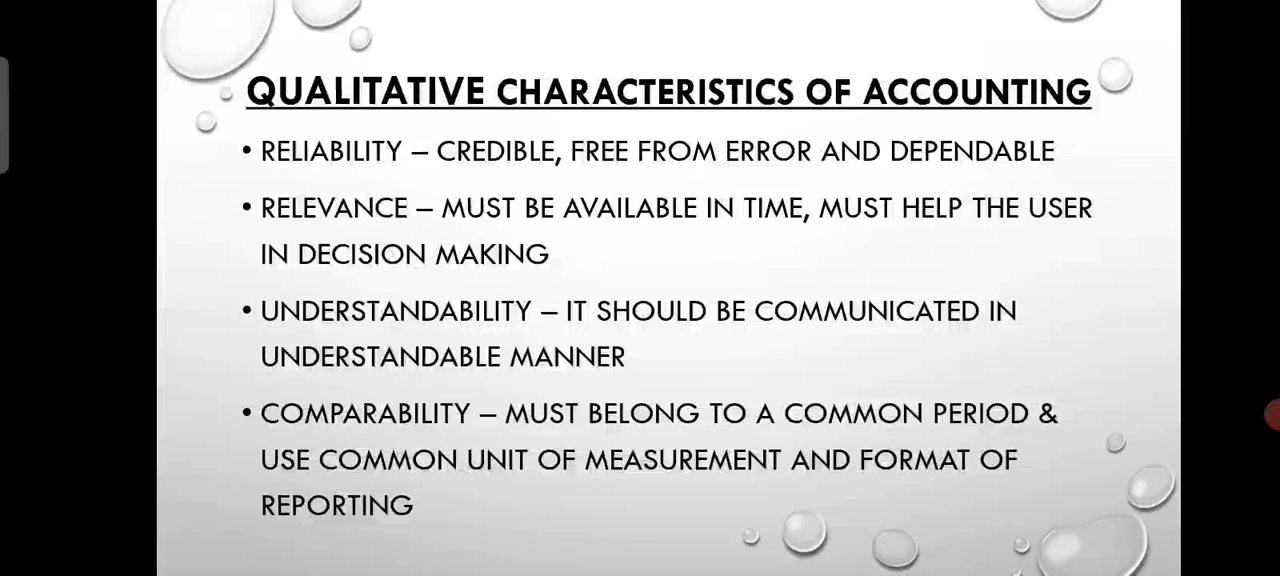 QUALITATIVE CHARACTERISTICS OF ACCOUNTING
• RELIABILITY – CREDIBLE, FREE FROM ERROR AND DEPENDABLE
• RELEVANCE – MUST BE AVAILABLE IN TIME, MUST HELP THE USER
IN DECISION MAKING
• UNDERSTANDABILITY – IT SHOULD BE COMMUNICATED IN
UNDERSTANDABLE MANNER
• COMPARABILITY – MUST BELONG TO A COMMON PERIOD &
USE COMMON UNIT OF MEASUREMENT AND FORMAT OF
REPORTING